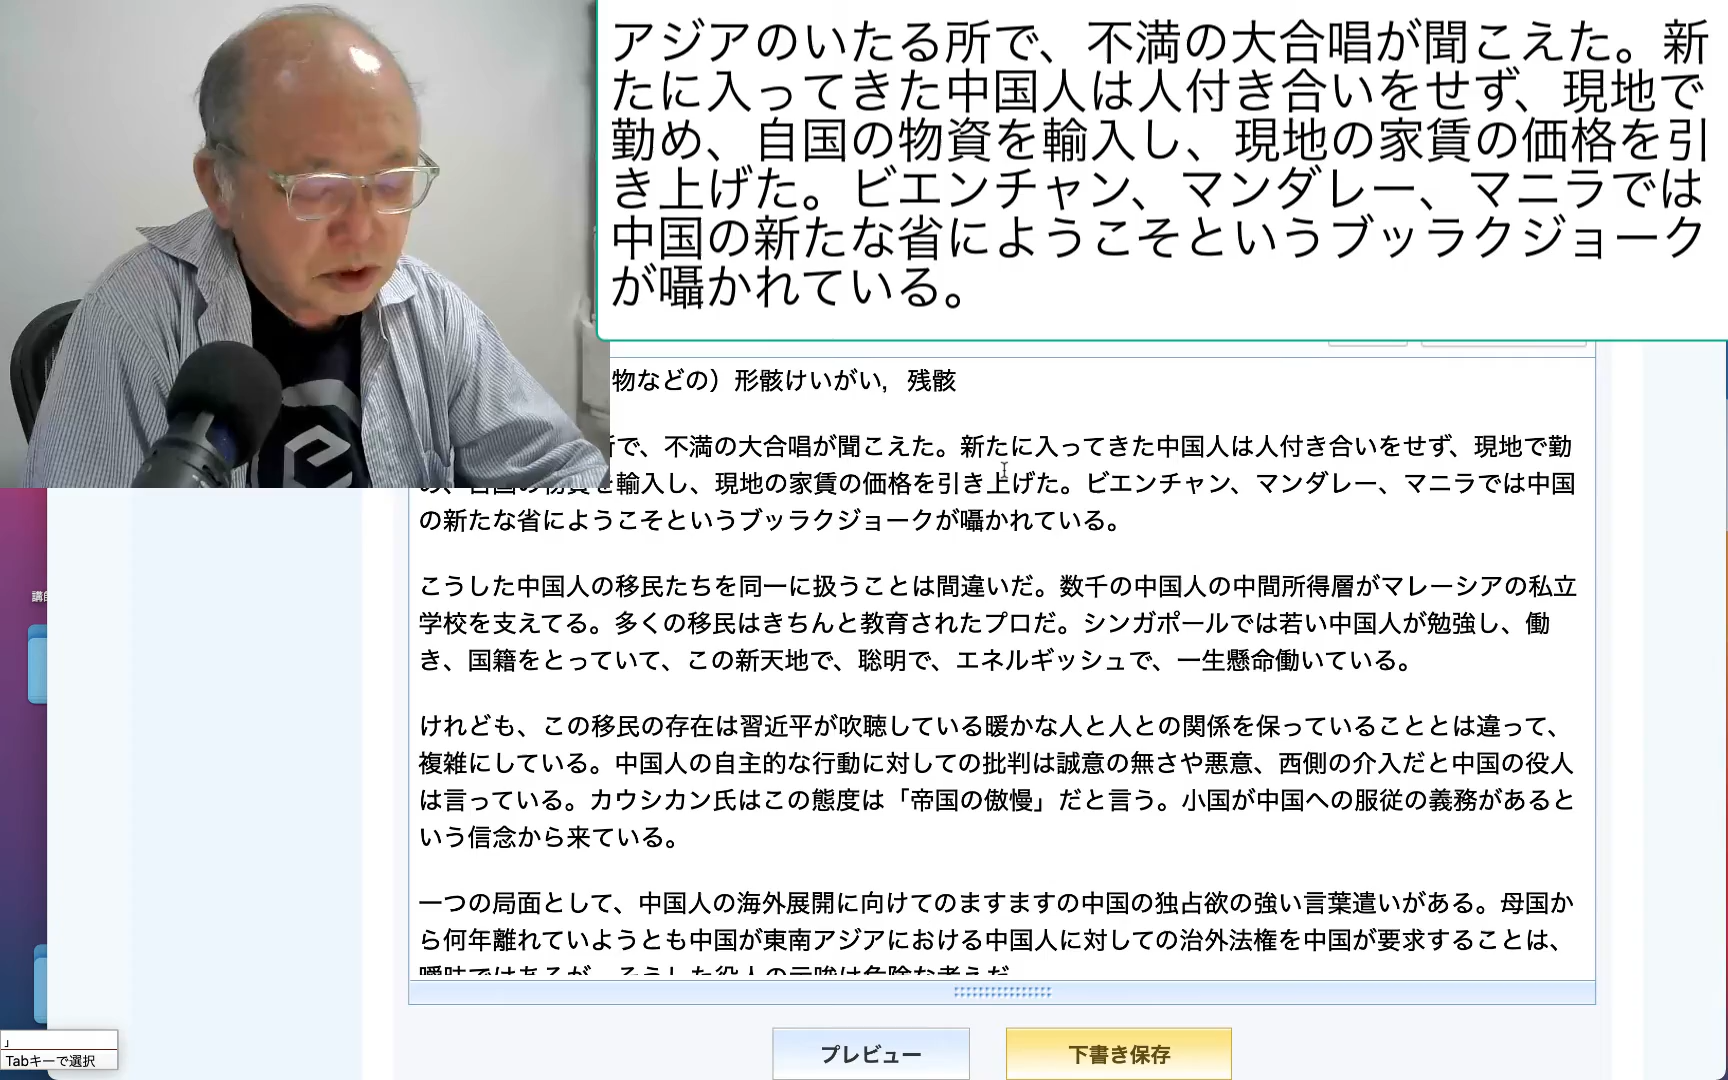 アジアのいたる所で、不満の大合唱が聞こえた。新
たに入ってきた中国人は人付き合いをせず、現地で
勤め、自国の物資を輸入し、現地の家賃の価格を引
き上げた。ビエンチャン、マンダレー、マニラでは
中国の新たな省にようこそというブッラクジョーク
が囁かれている。
物などの）形骸けいがい，残骸
で、不満の大合唱が聞こえた。新たに入ってきた中国人は人付き合いをせず、現地で勤
輸入し、現地の家賃の価格を引き上げた。ビエンチャン、マンダレー、マニラでは中国
の新たな省にようこそというブッラクジョークが囁かれている。
こうした中国人の移民たちを同一に扱うことは間違いだ。数千の中国人の中間所得層がマレーシアの私立
学校を支えてる。多くの移民はきちんと教育されたプロだ。シンガポールでは若い中国人が勉強し、働
き、国籍をとっていて、この新天地で、聡明で、エネルギッシュで、一生懸命働いている。
けれども、この移民の存在は習近平が吹聴している暖かな人と人との関係を保っていることとは違って、
複雑にしている。中国人の自主的な行動に対しての批判は誠意の無さや悪意、西側の介入だと中国の役人
は言っている。カウシカン氏はこの態度は「帝国の傲慢」だと言う。小国が中国への服従の義務があると
いう信念から来ている。
一つの局面として、中国人の海外展開に向けてのますますの中国の独占欲の強い言葉遣いがある。母国か
ら何年離れていようとも中国が東南アジアにおける中国人に対しての治外法権を中国が要求することは、
プレビュー
下書き保存
」
Tabキーで選択